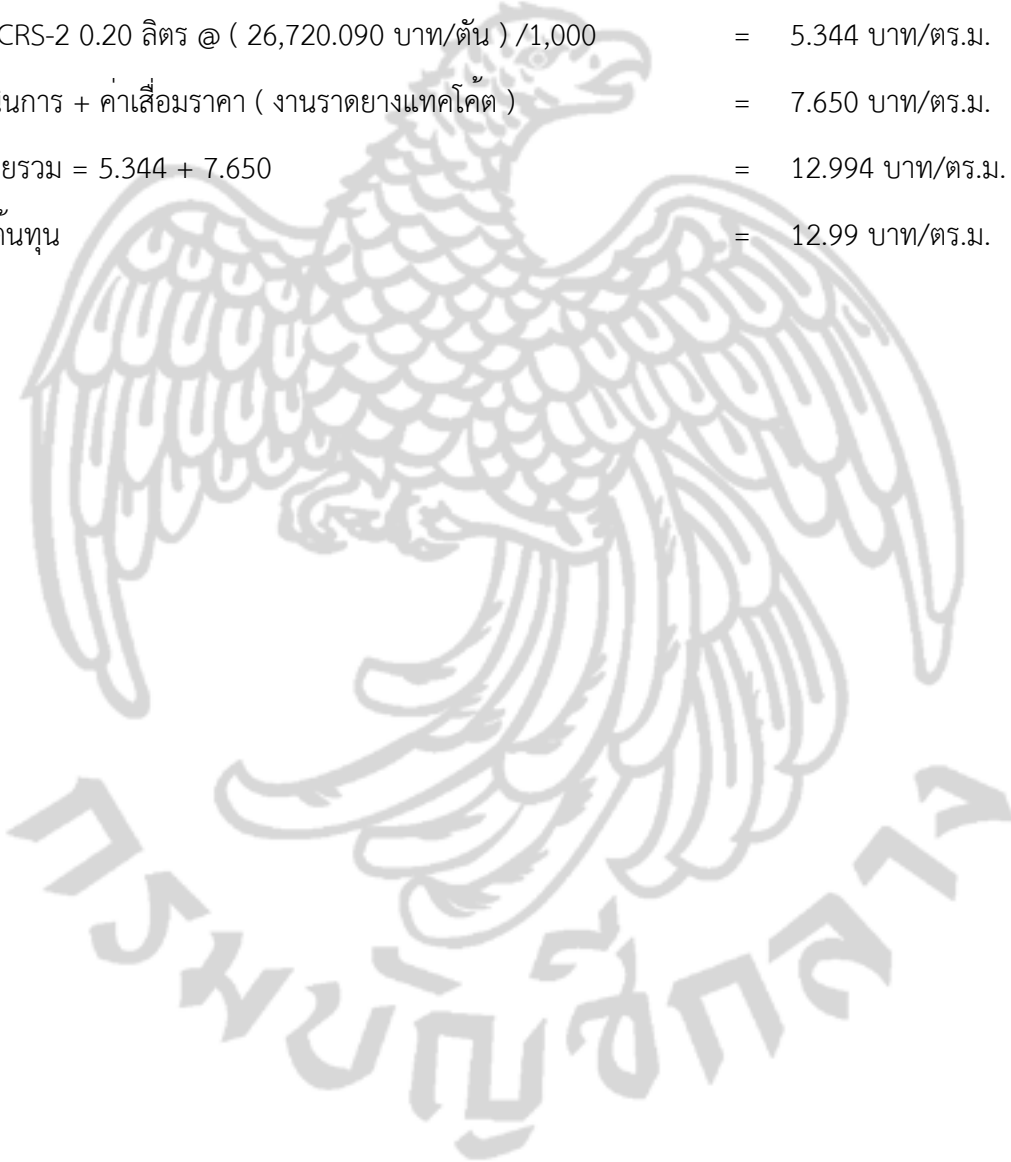 CRS-2 0.20 ลิตร @ ( 26,720.090 บาท/ตัน ) /1,000 = 5.344 บาท/ตร.ม.
นินการ + ค่าเสื่อมราคา ( งานราดยางแทคโค้ต ) = 7.650 บาท/ตร.ม.
ยรวม = 5.344 + 7.650 = 12.994 บาท/ตร.ม.
ต้นทุน = 12.99 บาท/ตร.ม.
กรมบัญชีกลาง